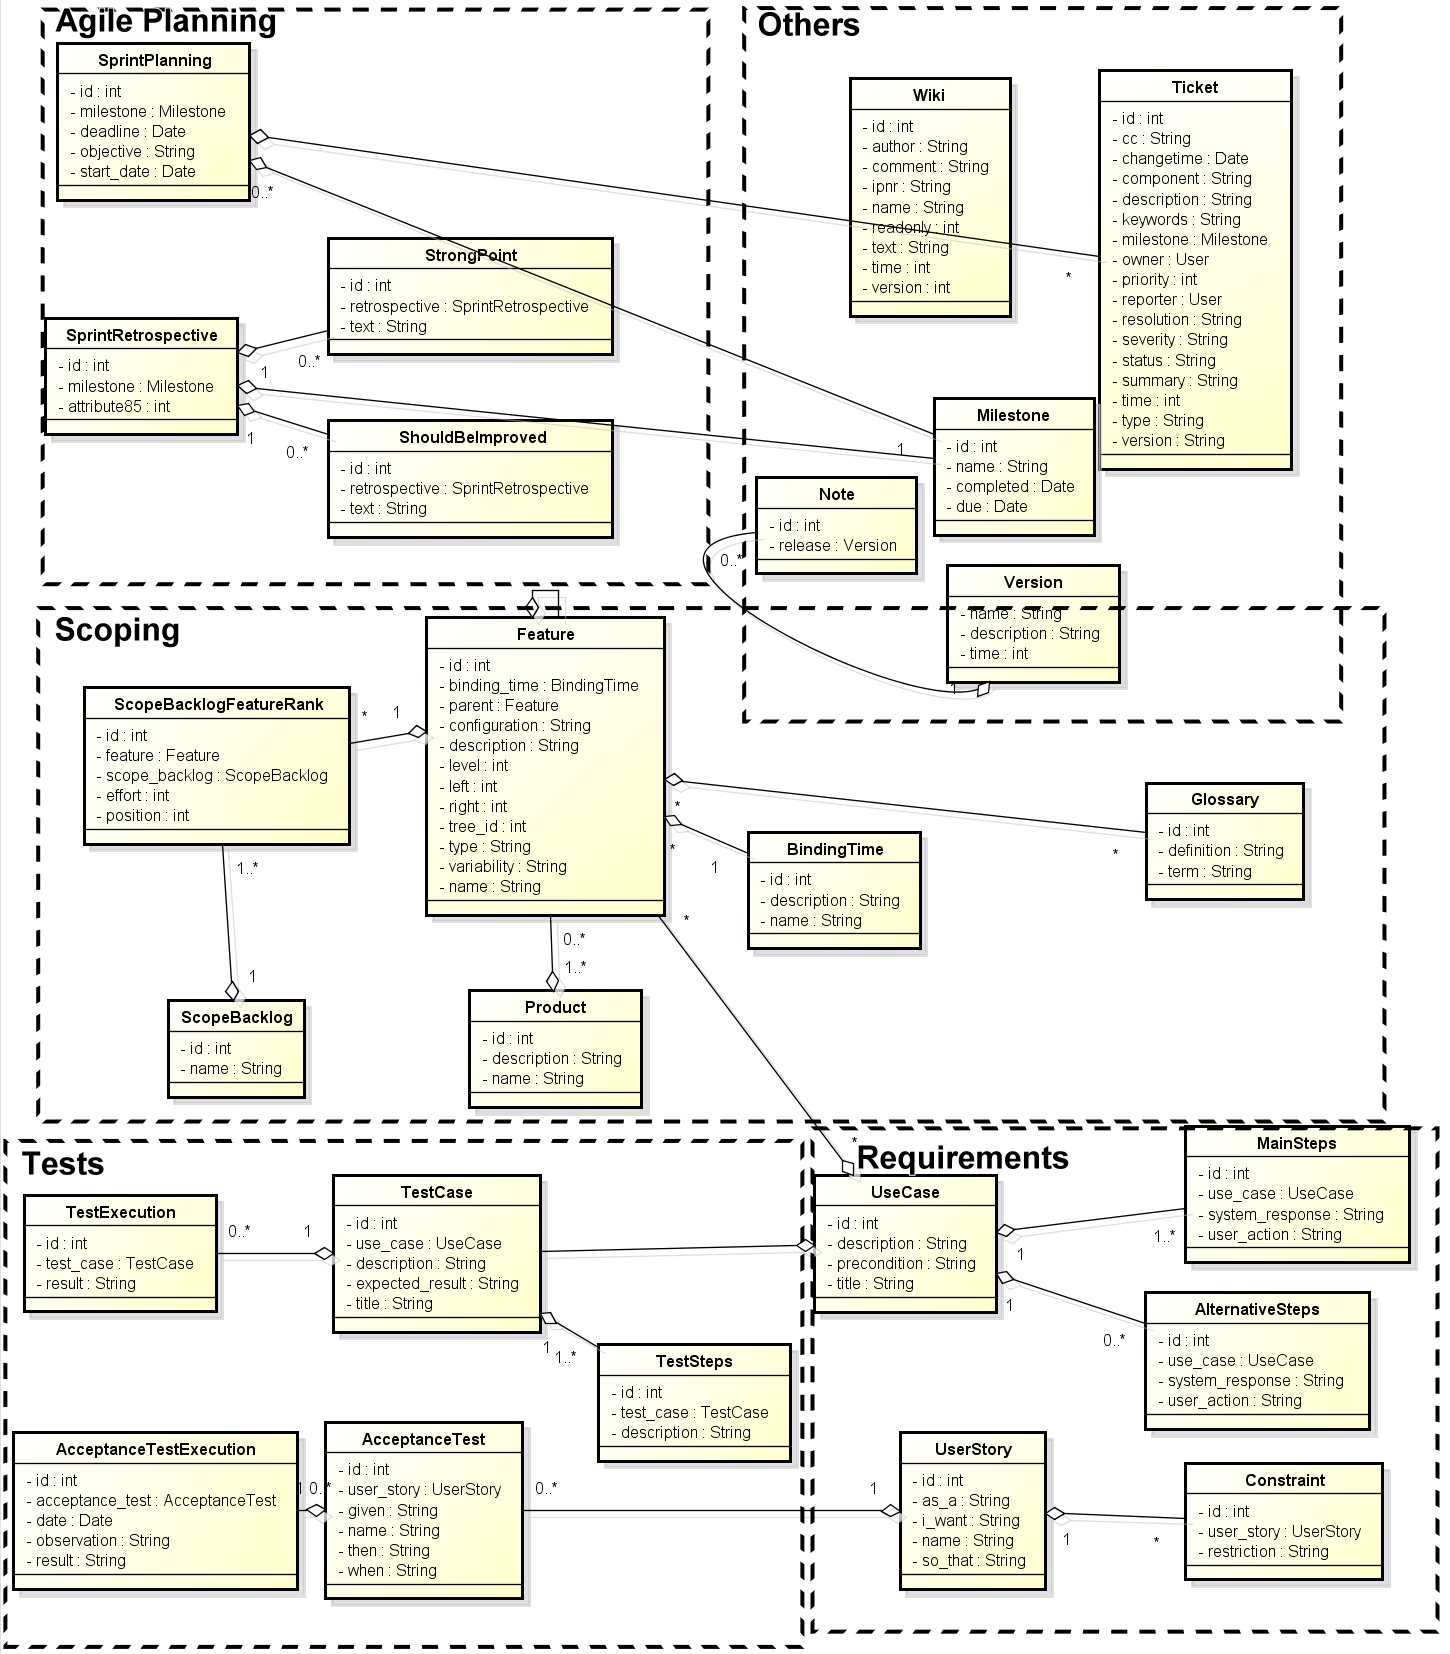 Agile Planning
SprintPlanning
- id : int
- milestone : Milestone
- deadline : Date
- objective : String
- start_date : Date
0..*
StrongPoint
- id : int
- retrospective : SprintRetrospective
- text : String
SprintRetrospective
- id : int
- milestone : Milestone
- attribute85 : int
0..*
1
1
0..*
ShouldBeImproved
- id : int
- retrospective : SprintRetrospective
- text : String
Others
Wiki
- id : int
- author : String
- comment : String
- ipnr : String
- name : String
- readonly : int
- text : String
- time : int
- version : int
Ticket
- id : int
- cc : String
- changetime : Date
- component : String
- description : String
- keywords : String
- milestone : Milestone
- owner : User
- priority : int
- reporter : User
- resolution : String
- severity : String
- status : String
- summary : String
- time : int
- type : String
- version : String
*
Milestone
- id : int
- name : String
- completed : Date
- due : Date
1
Note
- id : int
- release : Version
0..*
Version
- name : String
- description : String
- time : int
1
Scoping
Feature
- id : int
- binding_time : BindingTime
- parent : Feature
- configuration : String
- description : String
- level : int
- left : int
- right : int
- tree_id : int
- type : String
- variability : String
- name : String
ScopeBacklogFeatureRank
- id : int
- feature : Feature
- scope_backlog : ScopeBacklog
- effort : int
- position : int
*
1
1..*
1
ScopeBacklog
- id : int
- name : String
0..*
1..*
Product
- id : int
- description : String
- name : String
*
*
1
*
BindingTime
- id : int
- description : String
- name : String
*
Glossary
- id : int
- definition : String
- term : String
Tests
TestExecution
- id : int
- test_case : TestCase
- result : String
0..*
1
TestCase
- id : int
- use_case : UseCase
- description : String
- expected_result : String
- title : String
1
1..*
TestSteps
- id : int
- test_case : TestCase
- description : String
AcceptanceTestExecution
- id : int
- acceptance_test : AcceptanceTest
- date : Date
- observation : String
- result : String
1 0..*
AcceptanceTest
- id : int
- user_story : UserStory
- given : String
- name : String
- then : String
- when : String
0..*
1
Requirements
*
UseCase
- id : int
- description : String
- precondition : String
- title : String
MainSteps
- id : int
- use_case : UseCase
- system_response : String
- user_action : String
1
1..*
1
0..*
AlternativeSteps
- id : int
- use_case : UseCase
- system_response : String
- user_action : String
UserStory
- id : int
- as_a : String
- i_want : String
- name : String
- so_that : String
1
*
Constraint
- id : int
- user_story : UserStory
- restriction : String